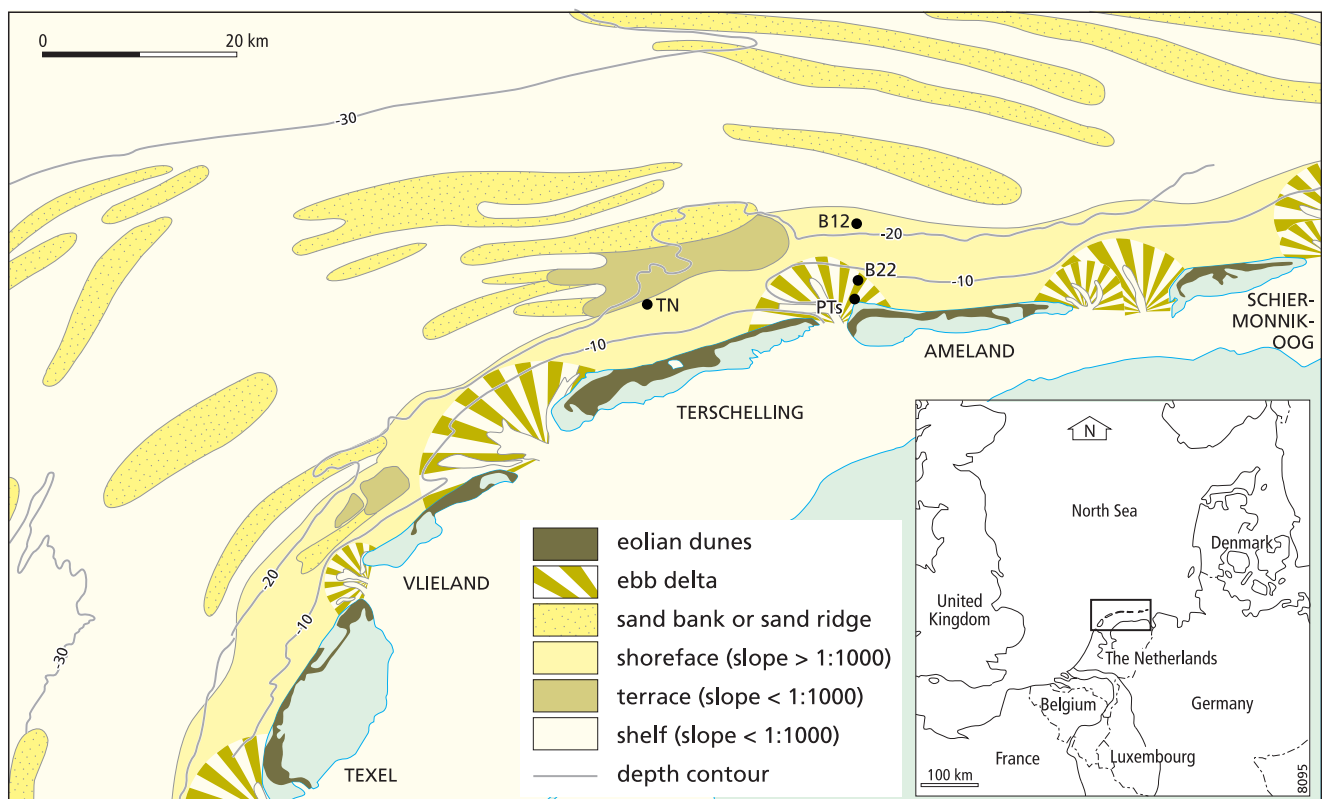 0 20 km
-30
B12
-20
B22
-10
TN
PTs
SCHIER-
MONNIK-
OOG
AMELAND
-10
TERSCHELLING
VLIELAND
-20
-10
-30
TEXEL
eolian dunes
ebb delta
sand bank or sand ridge
shoreface (slope > 1:1000)
terrace (slope < 1:1000)
shelf (slope < 1:1000)
depth contour
N
North Sea
Denmark
United
Kingdom
The Netherlands
Belgium
Germany
France
Luxembourg
100 km
8095